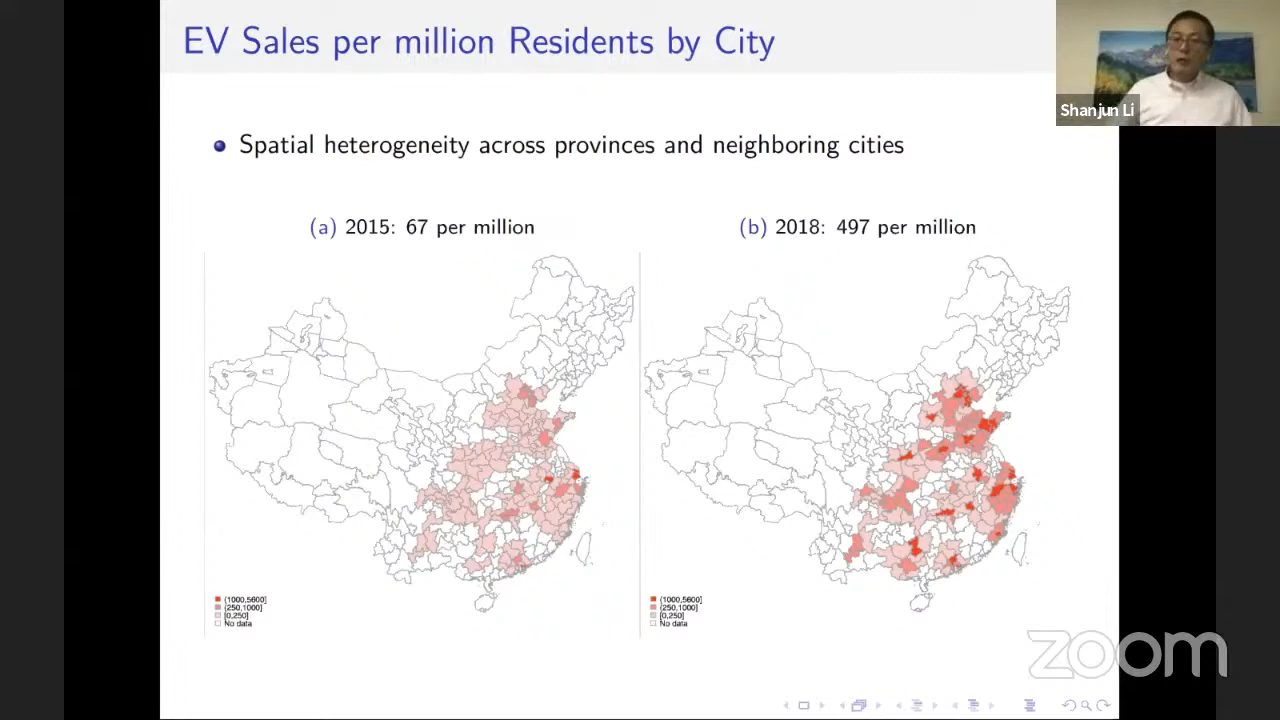 EV Sales per million Residents by City
Shanjun Li
Spatial heterogeneity across provinces and neighboring cities
(a) 2015: 67 per million
(b) 2018: 497 per million
(1000,5600]
(250,1000]
[0,250]
No data
(1000,5600]
(250,1000]
[0,250]
No data
zoom